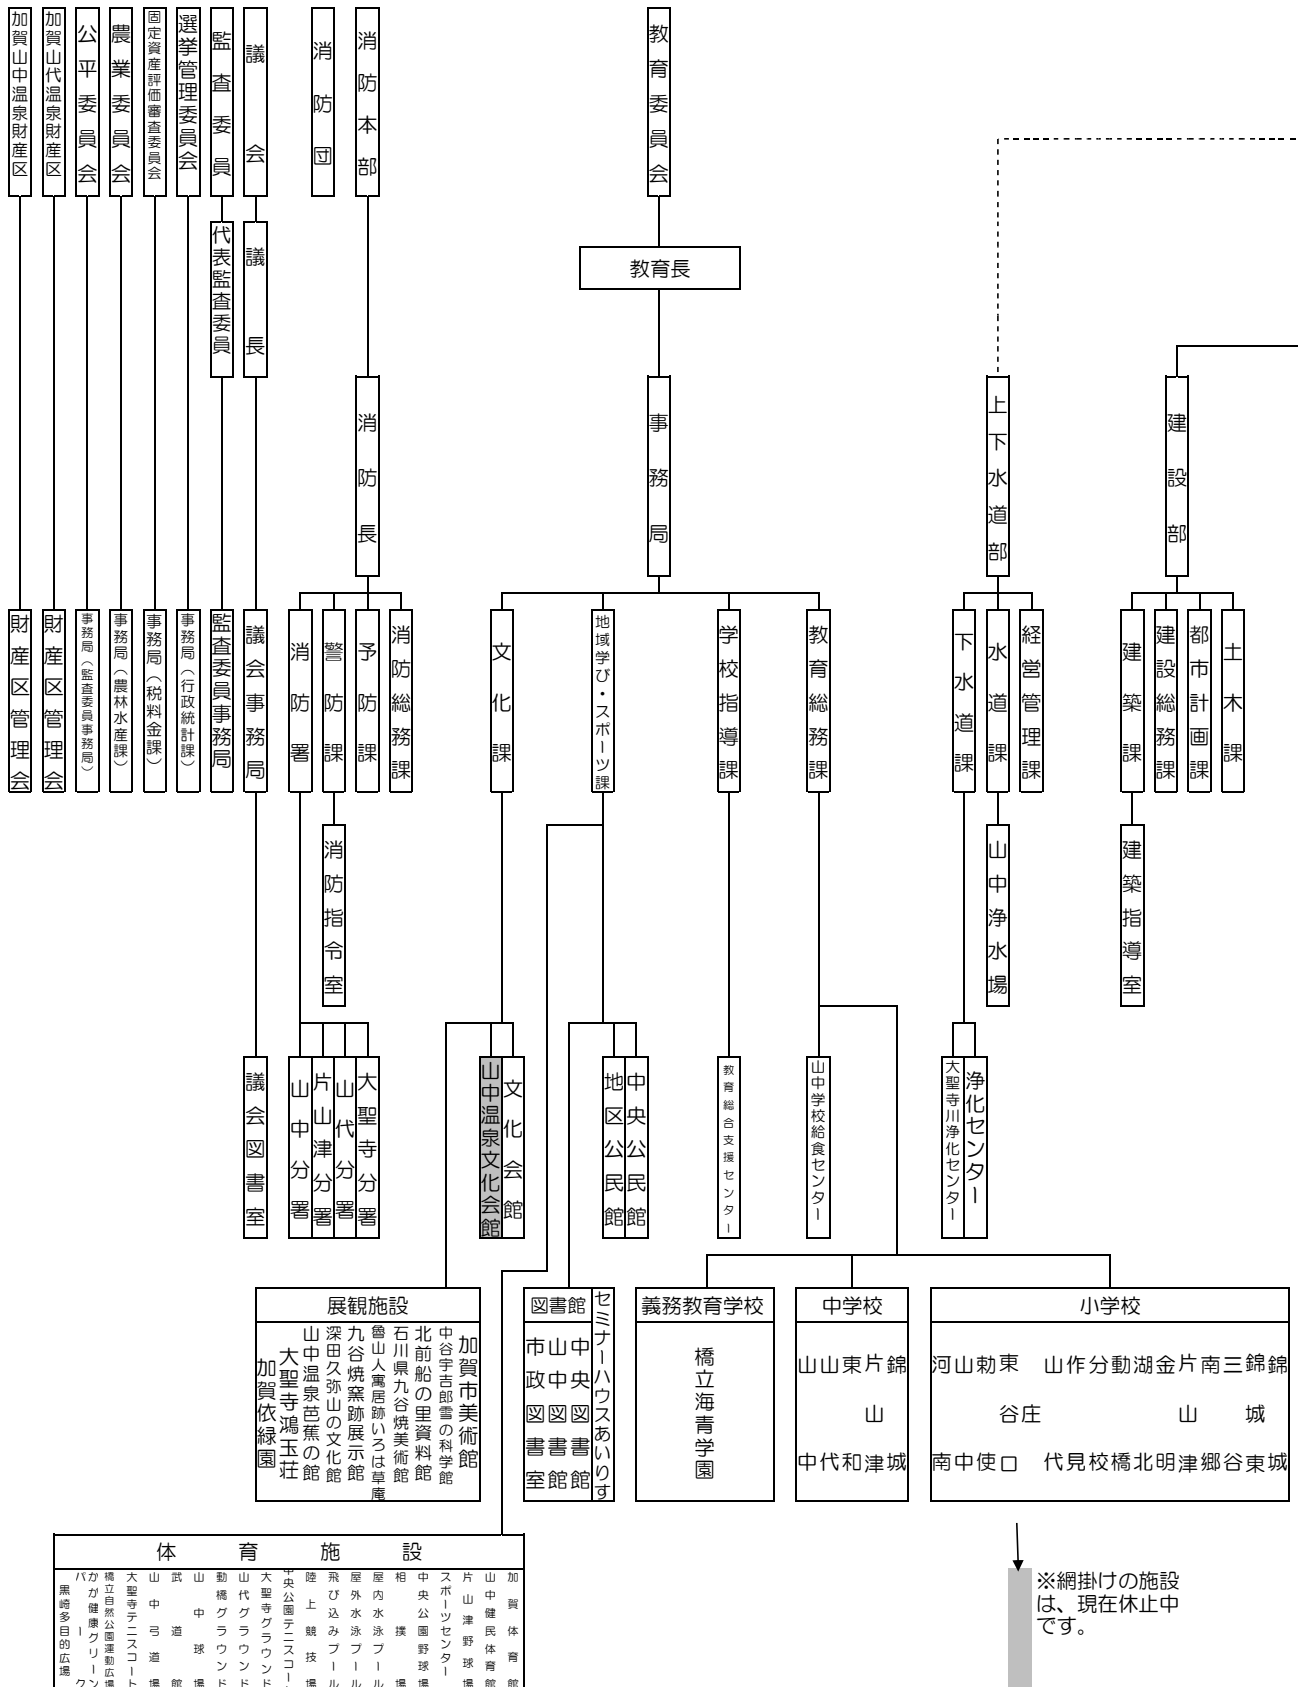 加賀山中温泉財産区
加賀山代温泉財産区
公平委員会
農業委員会
固定資産評価審査委員会
選挙管理委員会
監査委員
議会
消防団
消防本部
教育委員会
代表監査委員
議長
教育長
消防長
事務局
上下水道部
建設部
財産区管理会
財産区管理会
事務局（監査委員事務局）
事務局（農林水産課）
事務局（税料金課）
事務局（行政統計課）
監査委員事務局
議会事務局
消防署
警防課
予防課
消防総務課
文化課
地域学び・スポーツ課
学校指導課
教育総務課
下水道課
水道課
経営管理課
建築課
建設総務課
都市計画課
土木課
消防指令室
山中浄水場
建築指導室
議会図書室
山中分署
片山津分署
山代分署
大聖寺分署
山中温泉文化会館
文化会館
地区公民館
中央公民館
教育総合支援センター
山中学校給食センター
大聖寺川浄化センター
浄化センター
展観施設
加賀依緑園
大聖寺鴻玉荘
山中温泉芭蕉の館
深田久弥山の文化館
九谷焼窯跡展示館
魯山人寓居跡いろは草庵
石川県九谷焼美術館
北前船の里資料館
中谷宇吉郎雪の科学館
加賀市美術館
図書館
市政図書室
山中図書館
中央図書館
セミナーハウスあいりす
義務教育学校
橋立海青学園
中学校
山中
山代
東和
片山津
錦城
小学校
河南
山中
勅使
東谷口
庄
山代
作見
分校
動橋
湖北
金明
片山津
南郷
三谷
錦城東
錦城
体育施設
黒崎多目的広場
かが健康グリーンパーク
橋立自然公園運動広場
大聖寺テニスコート
山中弓道場
武道館
山中球場
動橋グラウンド
山代グラウンド
大聖寺グラウンド
中央公園テニスコート
陸上競技場
飛び込みプール
屋外水泳プール
屋内水泳プール
相撲場
中央公園野球場
スポーツセンター
片山津野球場
山中健民体育館
加賀体育館
※網掛けの施設
は、現在休止中
です。